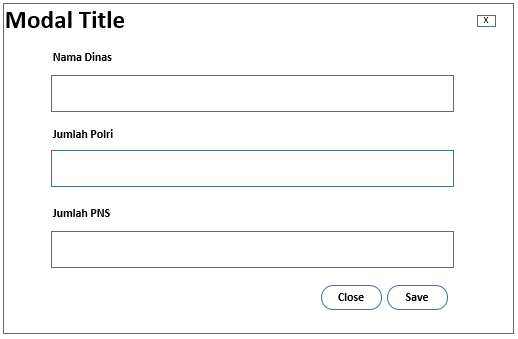 Modal Title
X
Nama Dinas
Jumlah Polri
Jumlah PNS
Close
Save